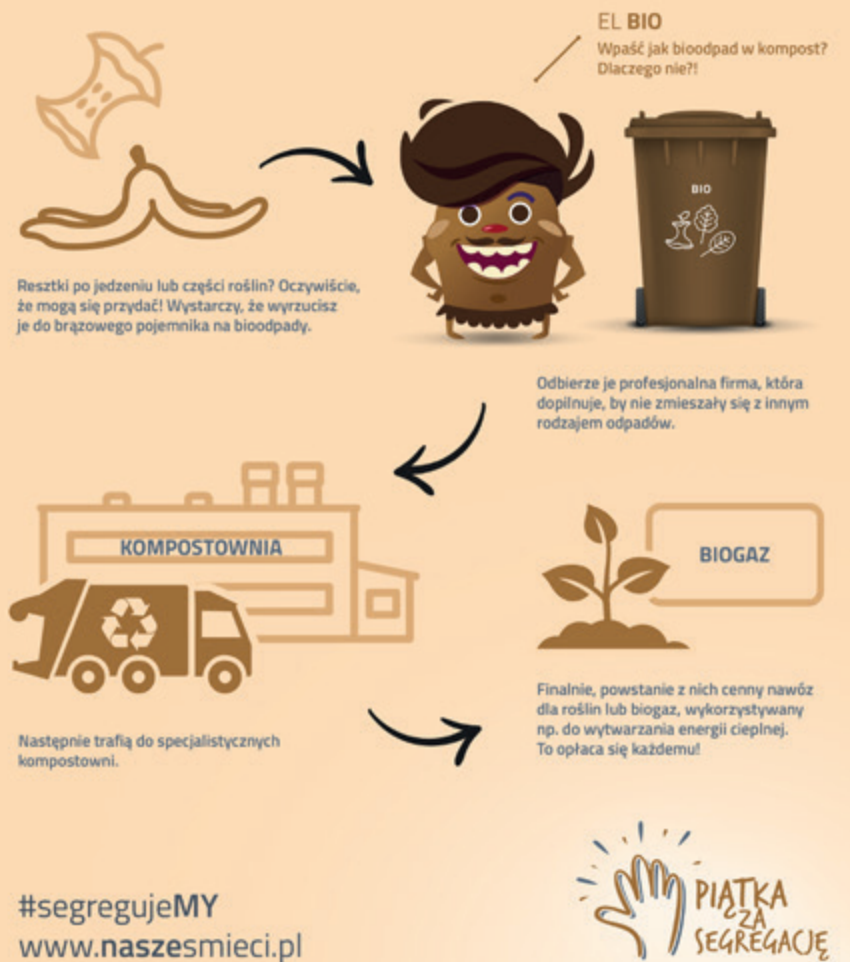 EL BIO
Wpaść jak bioodpad w kompost?
Dlaczego nie?!
BIO
Resztki po jedzeniu lub części roślin? Oczywiście,
że mogą się przydać! Wystarczy, że wyrzucisz
je do brązowego pojemnika na bioodpady.
Odbierze je profesjonalna firma, która
dopilnuje, by nie zmieszały się z innym
rodzajem odpadów.
KOMPOSTOWNIA
BIOGAZ
Następnie trafią do specjalistycznych
kompostowni.
Finalnie, powstanie z nich cenny nawóz
dla roślin lub biogaz, wykorzystywany
np. do wytwarzania energii cieplnej.
To opłaca się każdemu!
#segregujeMY
www.naszesmieci.pl
PIĄTKA
ZA
SEGREGACJĘ